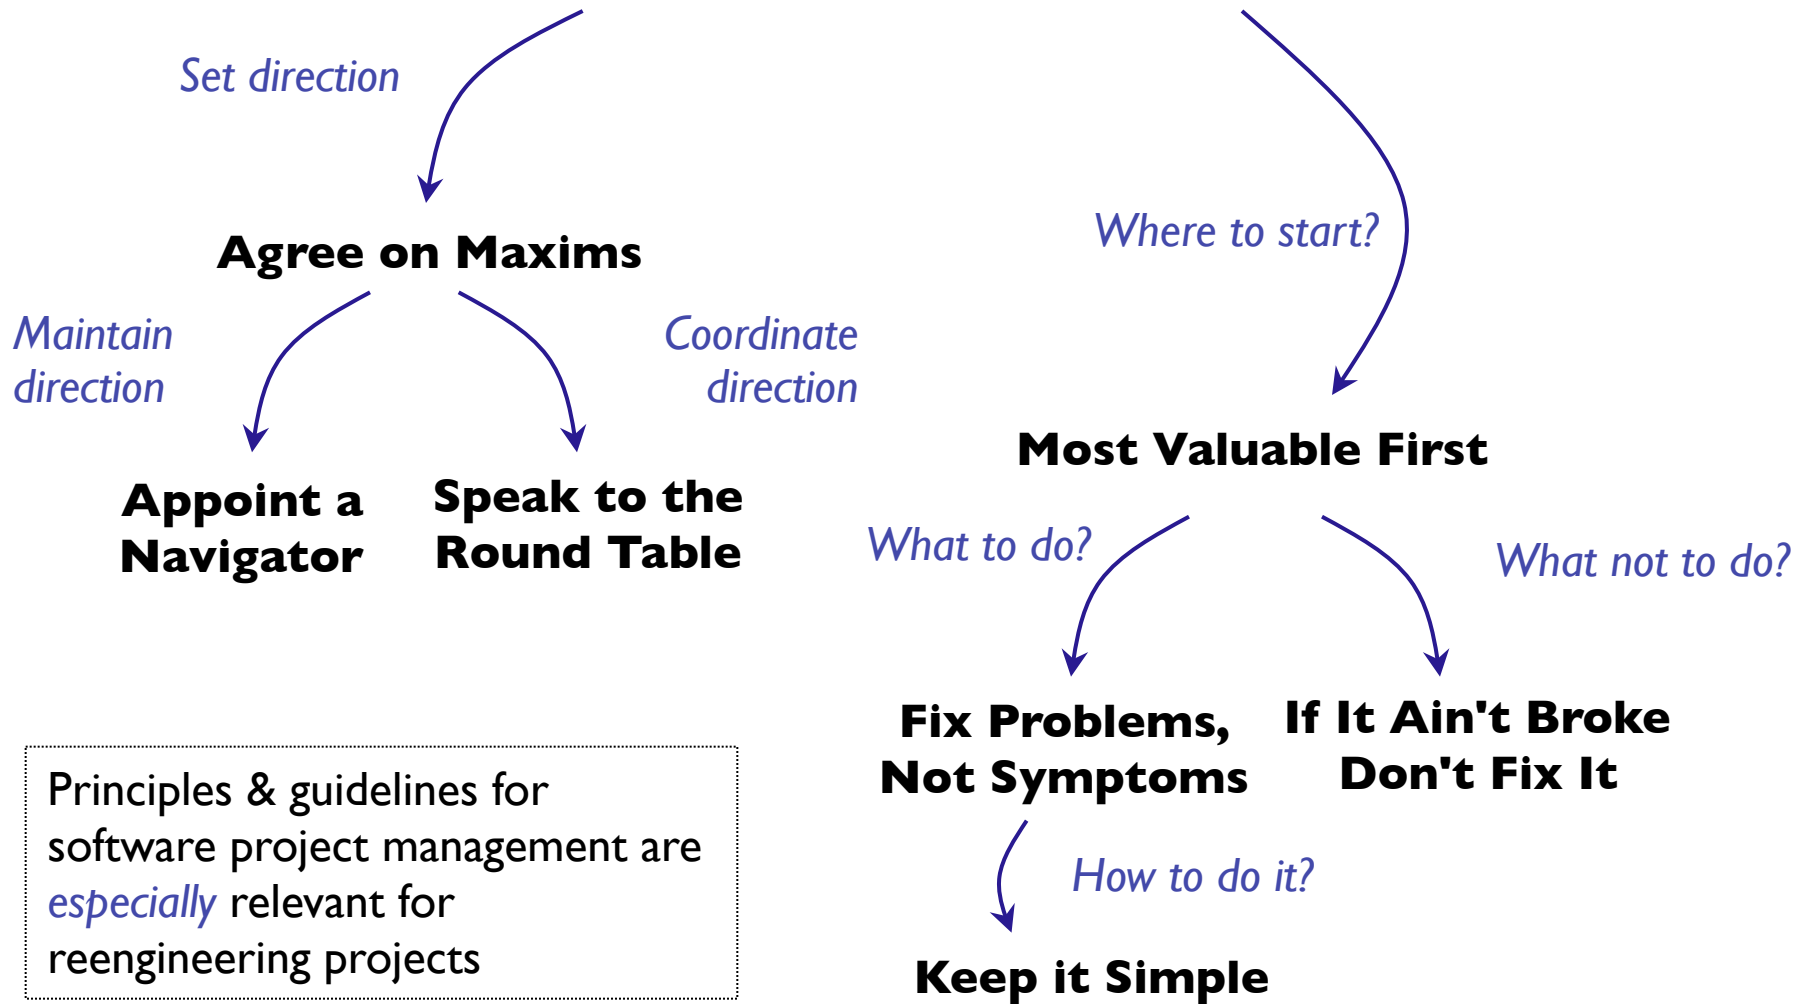 Set direction
Agree on Maxims
Maintain
direction
Coordinate
direction
Appoint a
Navigator
Speak to the
Round Table
Where to start?
Most Valuable First
What to do?
What not to do?
Fix Problems,
Not Symptoms
If It Ain't Broke
Don't Fix It
How to do it?
Keep it Simple
Principles & guidelines for
software project management are
especially relevant for
reengineering projects